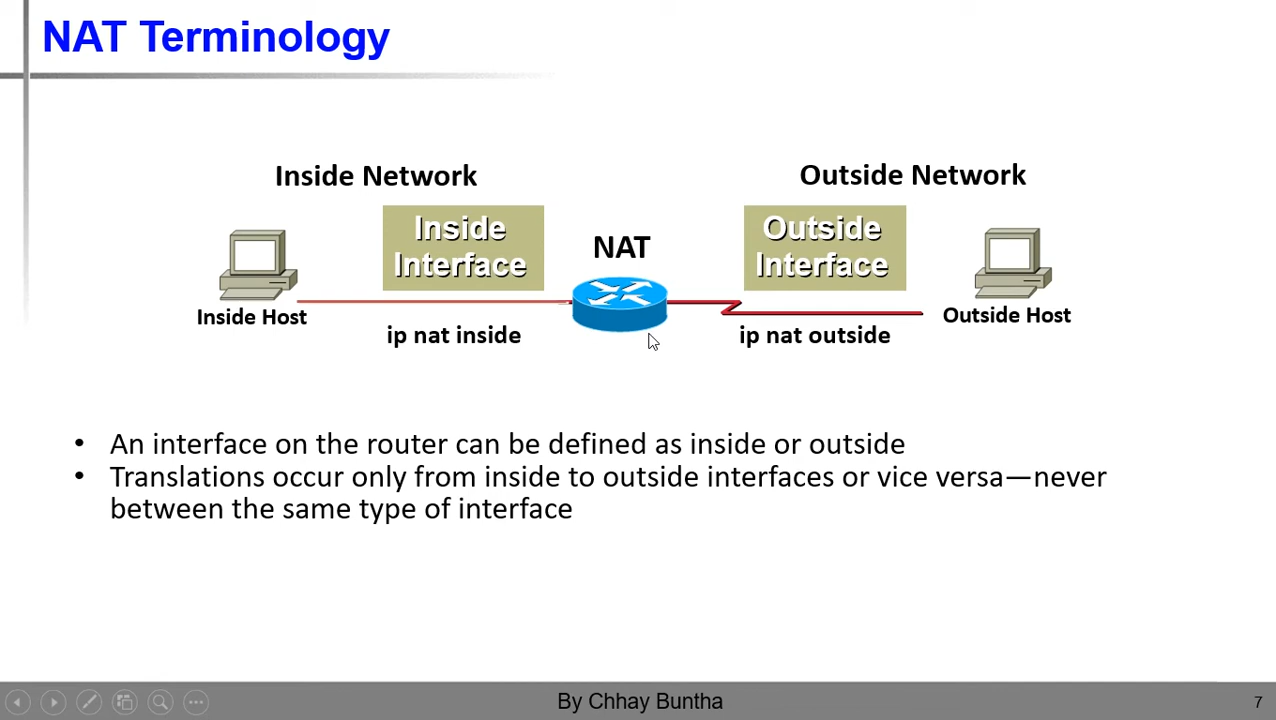 NAT Terminology
Inside Network
Outside Network
Inside
Interface
NAT
Outside
Interface
Inside Host
ip nat inside
ip nat outside
Outside Host
• An interface on the router can be defined as inside or outside
• Translations occur only from inside to outside interfaces or vice versa—never
between the same type of interface
By Chhay Buntha
7